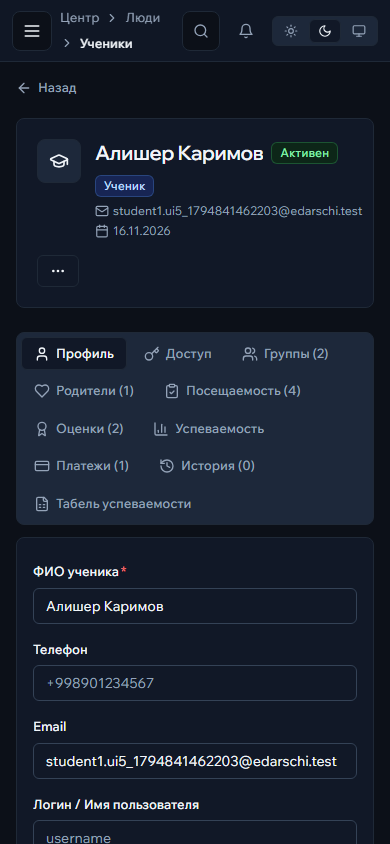 Центр > Люди
> Ученики
Назад
Алишер Каримов Активен
Ученик
student1.ui5_1794841462203@edarschi.test
16.11.2026
...
Профиль Доступ Группы (2)
Родители (1) Посещаемость (4)
Оценки (2) Успеваемость
Платежи (1) История (0)
Табель успеваемости
ФИО ученика*
Алишер Каримов
Телефон
+998901234567
Email
student1.ui5_1794841462203@edarschi.test
Логин / Имя пользователя
username